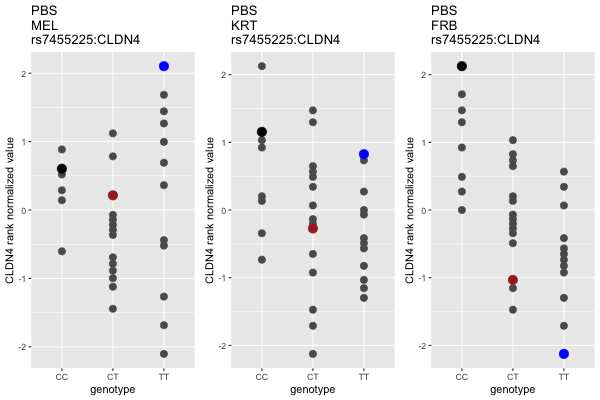 PBS
MEL
rs7455225:CLDN4
CLDN4 rank normalized value
2
1
0
-1
-2
CC CT TT
genotype
PBS
KRT
rs7455225:CLDN4
CLDN4 rank normalized value
2
1
0
-1
-2
CC CT TT
genotype
PBS
FRB
rs7455225:CLDN4
CLDN4 rank normalized value
2
1
0
-1
-2
CC CT TT
genotype